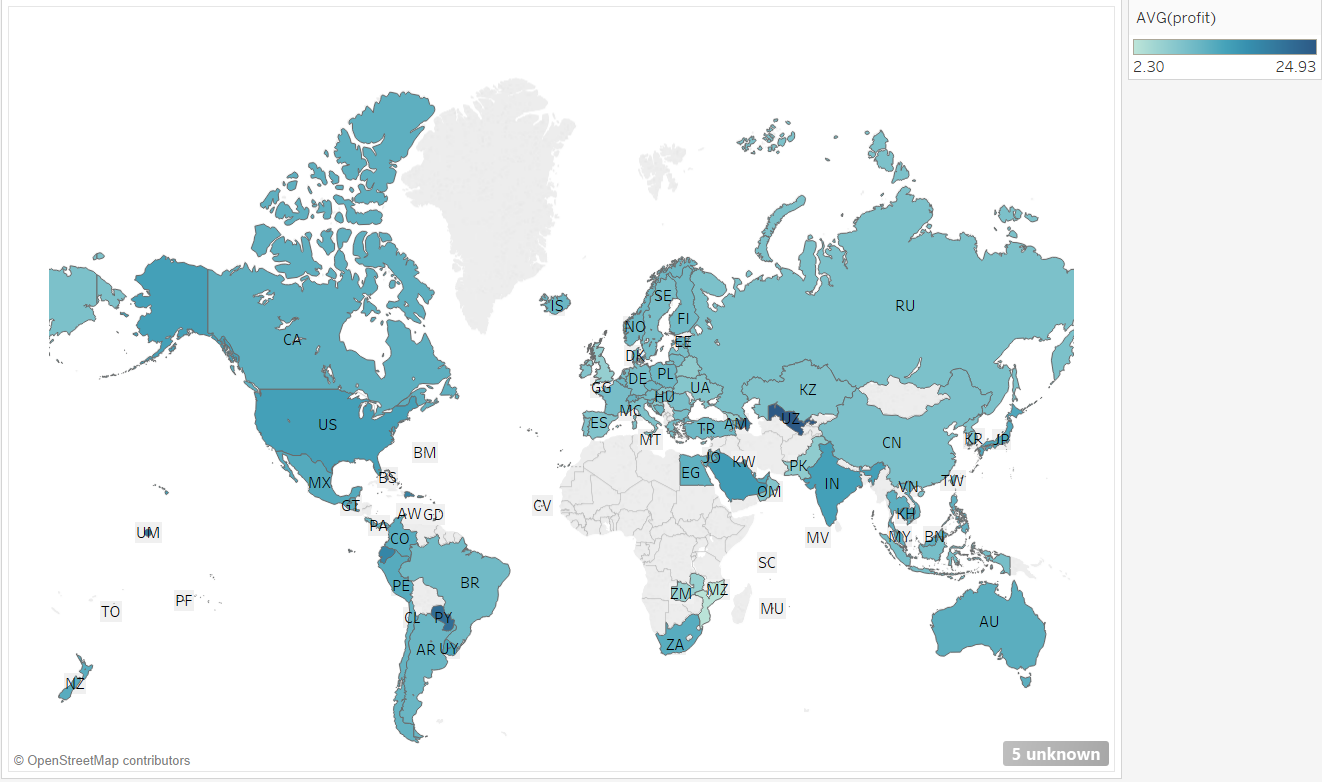 AVG(profit)
2.30 24.93
RU
IS
SE
NO
FI
CA
DK
EE
DE
PL
GG
UA
KZ
HU
MC
ES
US
TR
AM
UZ
MT
KR
JP
CN
BM
JO
KW
PK
EG
BS
MX
IN
TW
VN
OM
GT
CV
AW
GD
KH
PA
UM
CO
MY
BN
MV
SC
PE
BR
ZM
MZ
PF
TO
MU
CL
PY
AU
ZA
AR
UY
NZ
© OpenStreetMap contributors
5 unknown